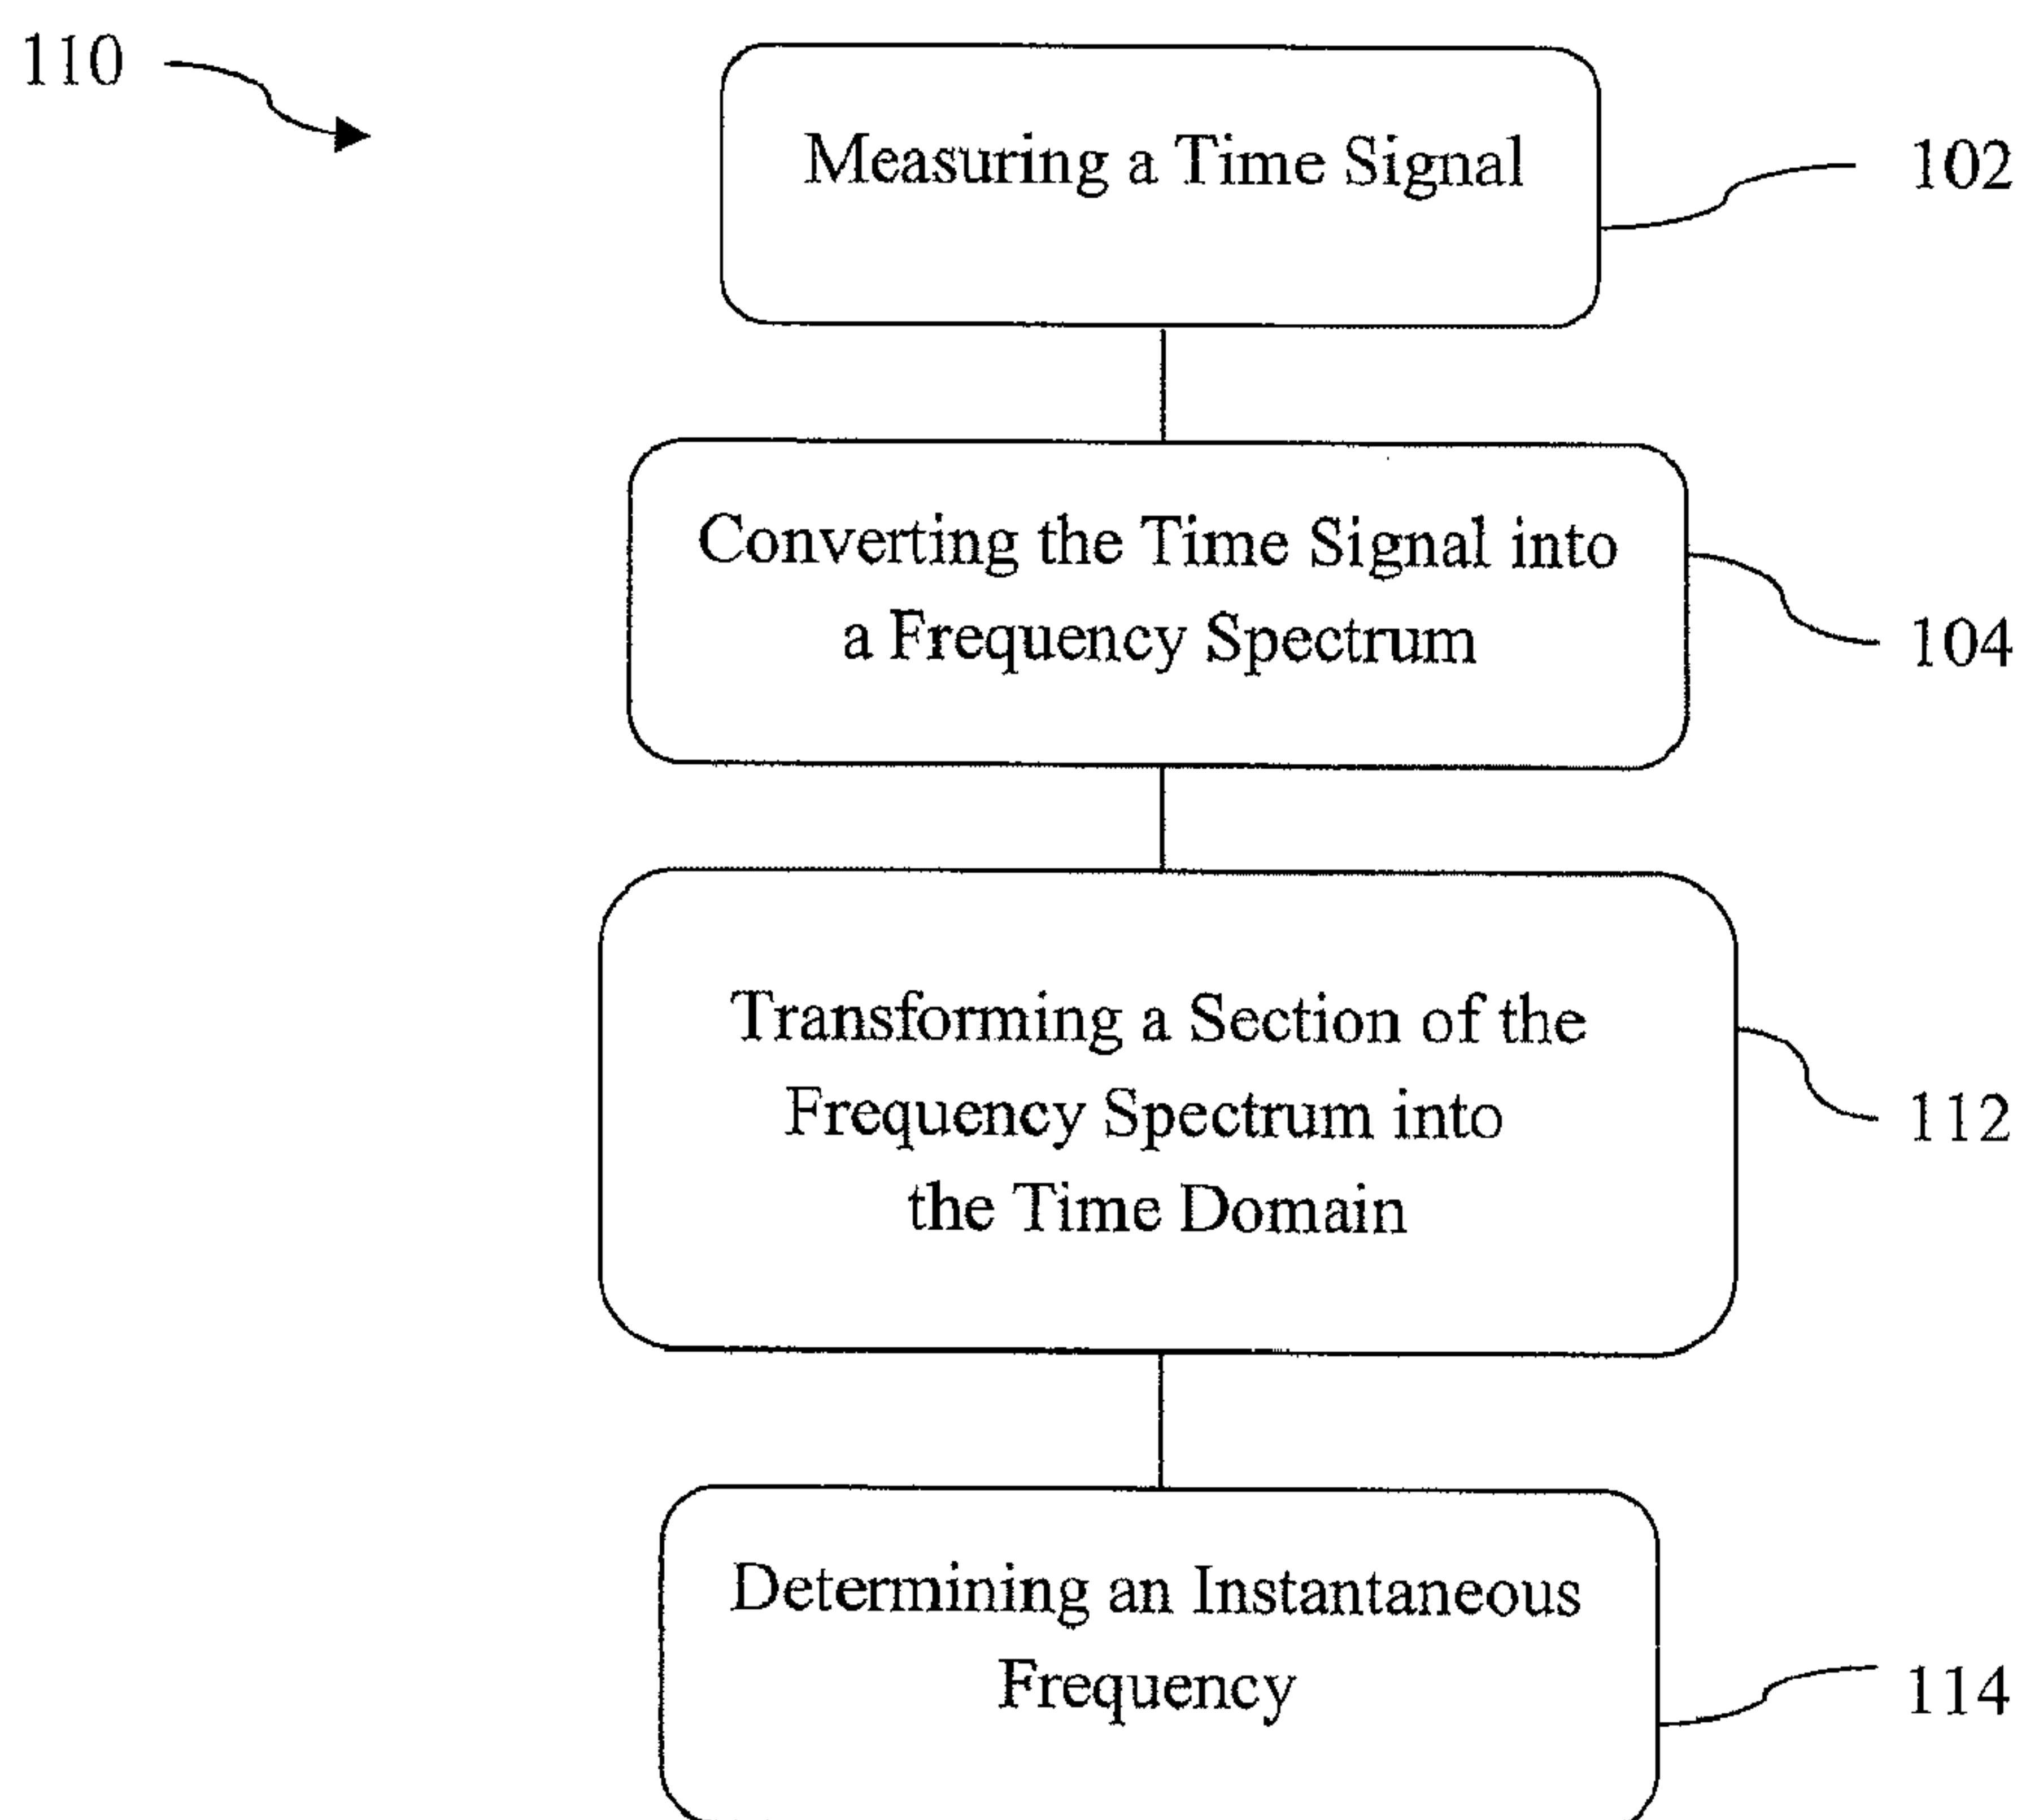 110
Measuring a Time Signal
102
Converting the Time Signal into
a Frequency Spectrum
104
Transforming a Section of the
Frequency Spectrum into
the Time Domain
112
Determining an Instantaneous
Frequency
114